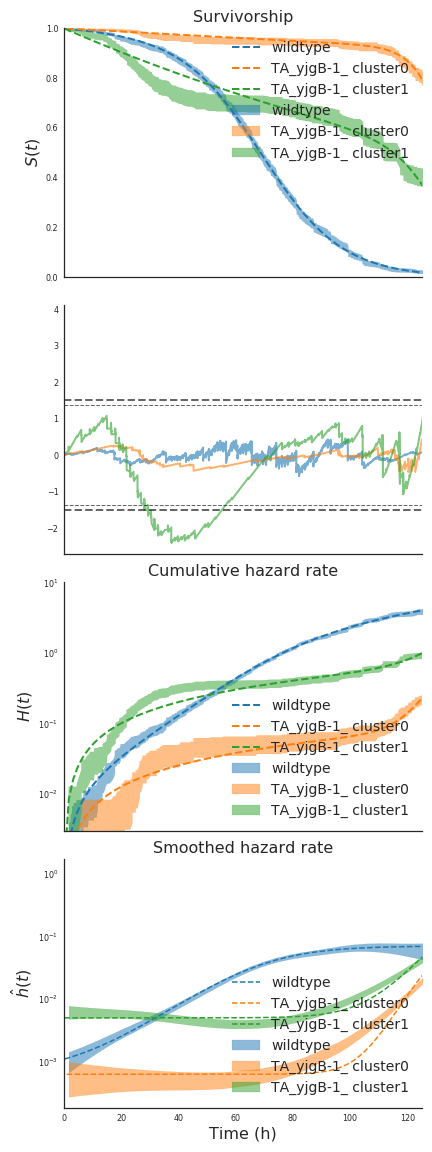 Survivorship
1.0
0.8
0.6
0.4
0.2
0.0
S(t)
wildtype
TA_yjgB-1_ cluster0
TA_yjgB-1_ cluster1
wildtype
TA_yjgB-1_ cluster0
TA_yjgB-1_ cluster1
4
3
2
1
0
−1
−2
Cumulative hazard rate
10¹
10⁰
10⁻¹
10⁻²
H(t)
wildtype
TA_yjgB-1_ cluster0
TA_yjgB-1_ cluster1
wildtype
TA_yjgB-1_ cluster0
TA_yjgB-1_ cluster1
Smoothed hazard rate
10⁰
10⁻¹
10⁻²
10⁻³
ĥ(t)
wildtype
TA_yjgB-1_ cluster0
TA_yjgB-1_ cluster1
wildtype
TA_yjgB-1_ cluster0
TA_yjgB-1_ cluster1
0 20 40 60 80 100 120
Time (h)